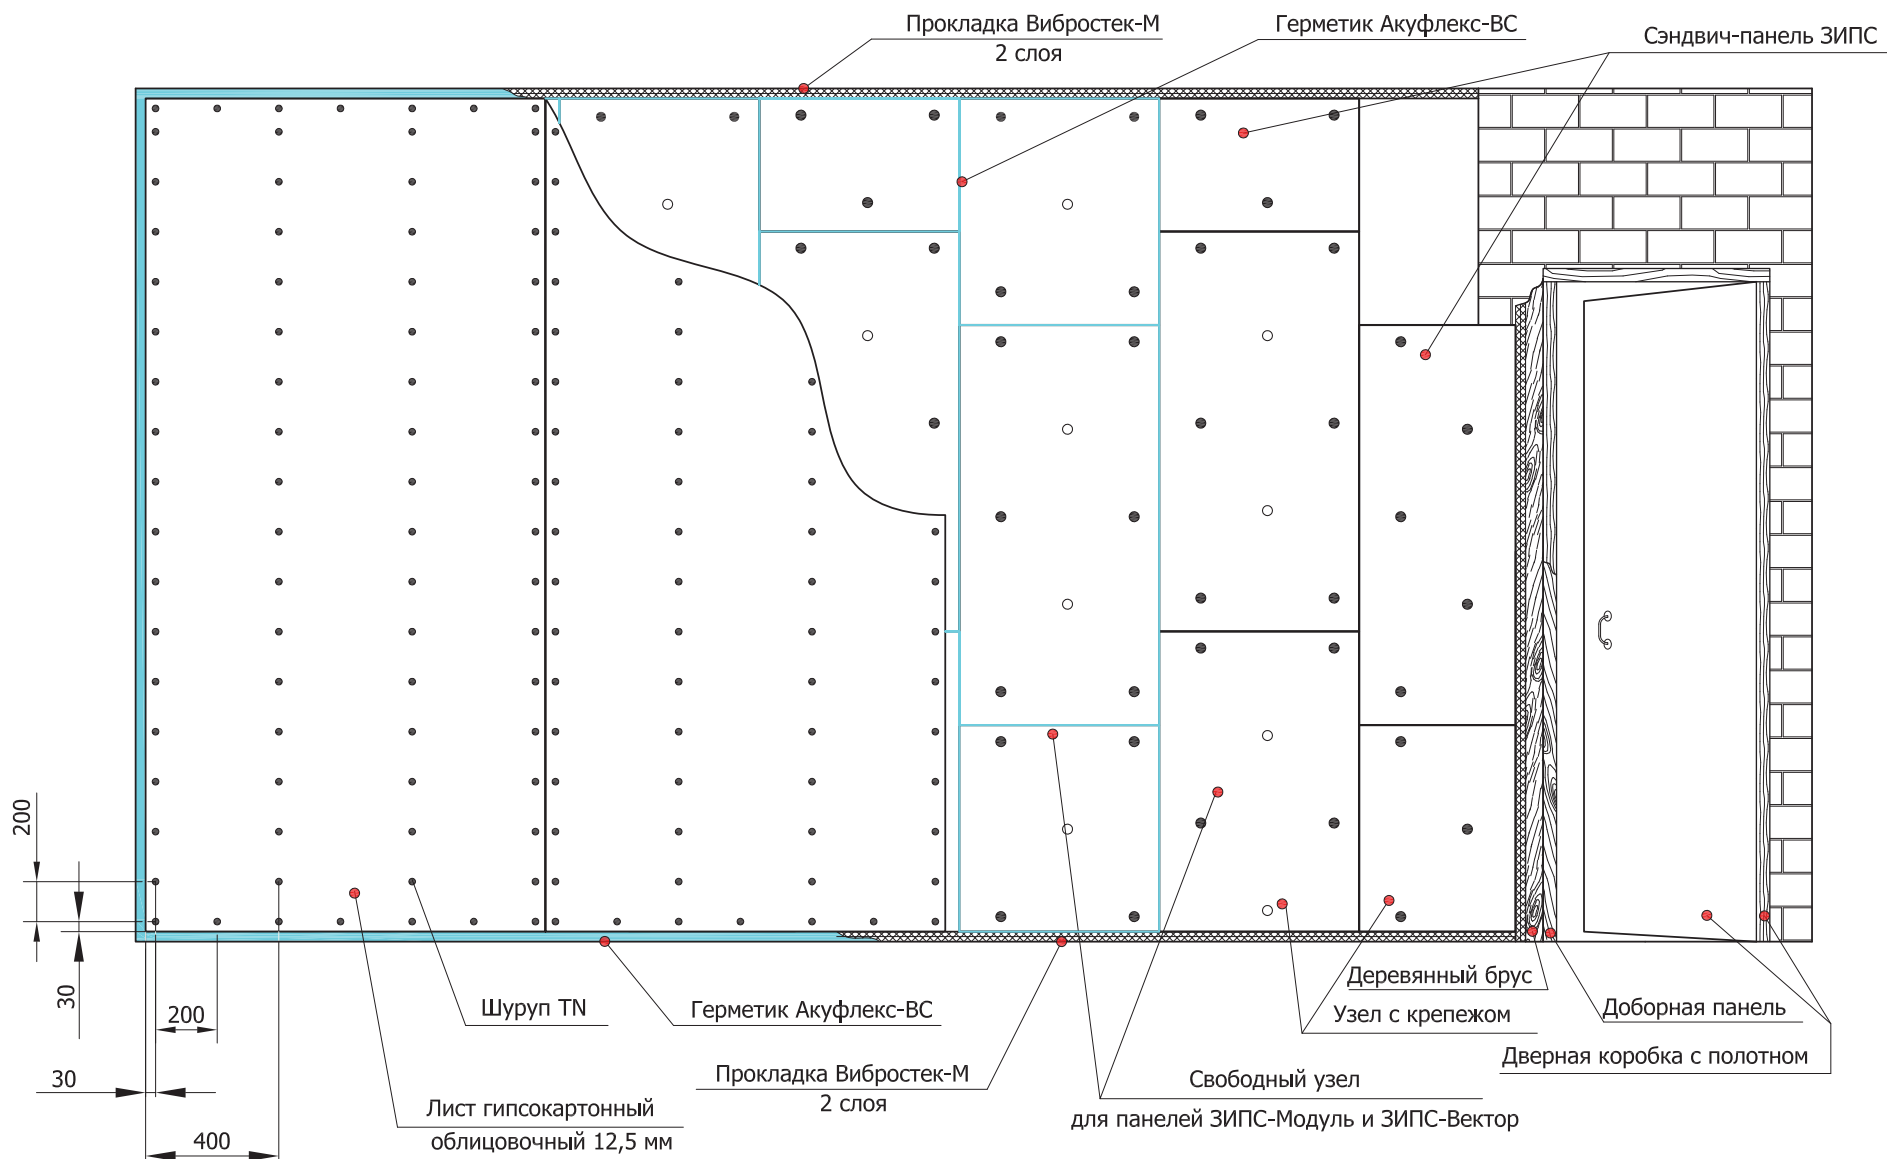 Прокладка Вибростек-М
2 слоя
Герметик Акуфлекс-ВС
Сэндвич-панель ЗИПС
200
30
200
30
400
Шуруп TN
Герметик Акуфлекс-ВС
Деревянный брус
Узел с крепежом
Доборная панель
Дверная коробка с полотном
Прокладка Вибростек-М
2 слоя
Свободный узел
для панелей ЗИПС-Модуль и ЗИПС-Вектор
Лист гипсокартонный
облицовочный 12,5 мм